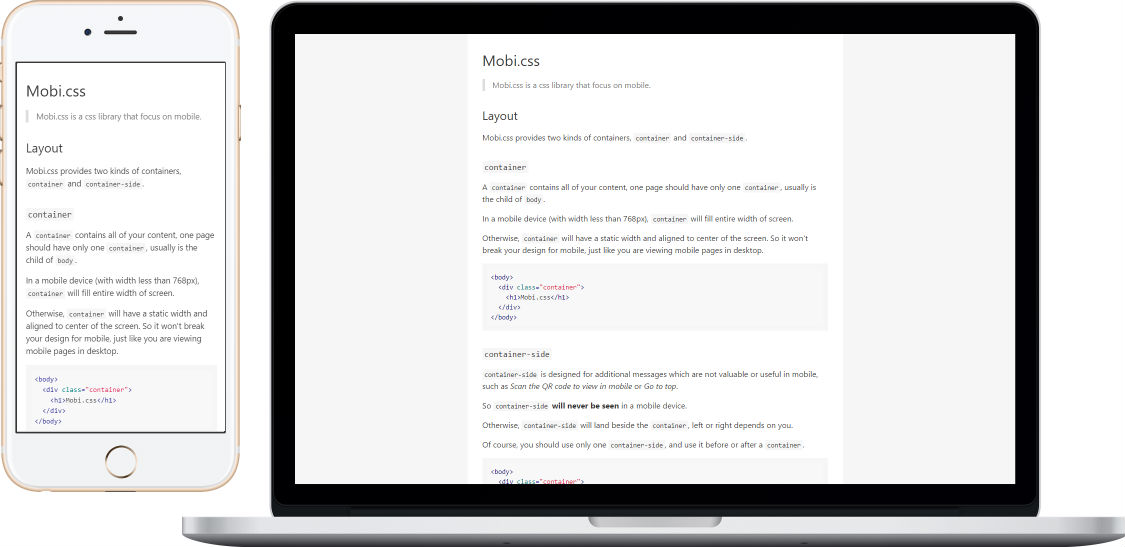 Mobi.css
Mobi.css is a css library that focus on mobile.
Layout
Mobi.css provides two kinds of containers,
container and container-side.
container
A container contains all of your content, one page
should have only one container, usually is the
child of body.
In a mobile device (with width less than 768px),
container will fill entire width of screen.
Otherwise, container will have a static width and
aligned to center of the screen. So it won't break
your design for mobile, just like you are viewing
mobile pages in desktop.
<body>
<div class="container">
<h1>Mobi.css</h1>
</div>
</body>
Mobi.css
Mobi.css is a css library that focus on mobile.
Layout
Mobi.css provides two kinds of containers, container and container-side.
container
A container contains all of your content, one page should have only one container, usually is
the child of body.
In a mobile device (with width less than 768px), container will fill entire width of screen.
Otherwise, container will have a static width and aligned to center of the screen. So it won't
break your design for mobile, just like you are viewing mobile pages in desktop.
<body>
<div class="container">
<h1>Mobi.css</h1>
</div>
</body>
container-side
container-side is designed for additional messages which are not valuable or useful in mobile,
such as Scan the QR code to view in mobile or Go to top.
So container-side will never be seen in a mobile device.
Otherwise, container-side will land beside the container, left or right depends on you.
Of course, you should use only one container-side, and use it before or after a container.
<body>
<div class="container">